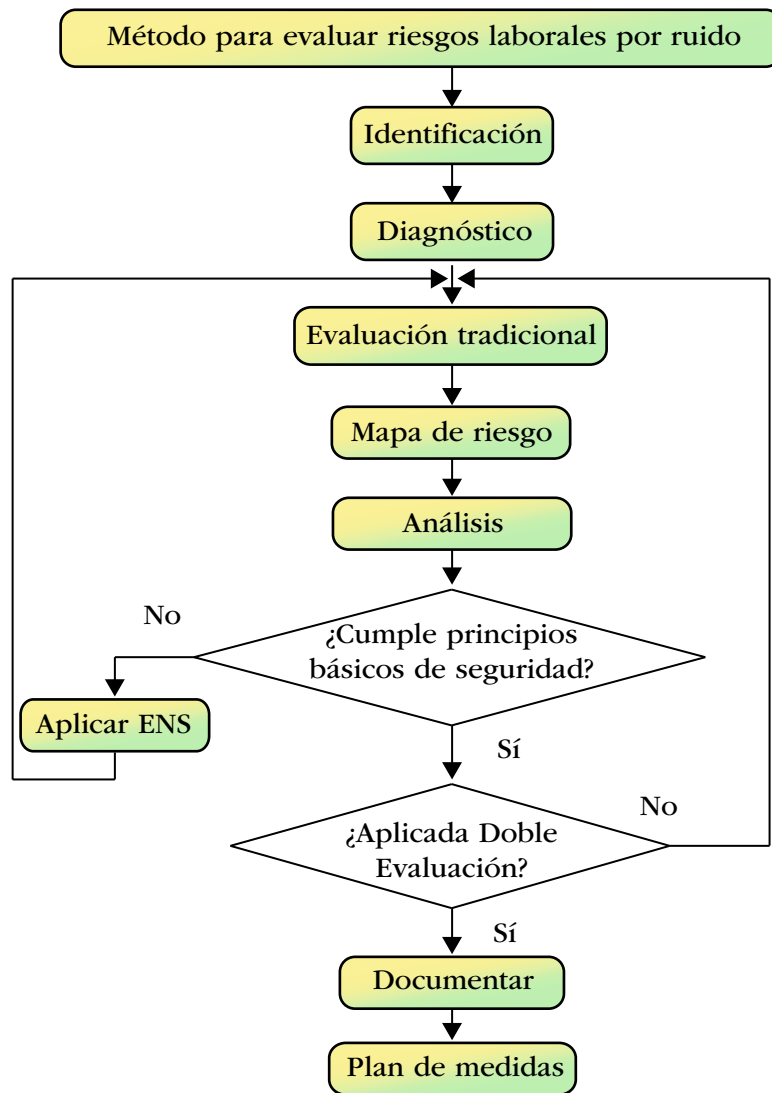 Método para evaluar riesgos laborales por ruido
Identificación
Diagnóstico
Evaluación tradicional
Mapa de riesgo
Análisis
No
¿Cumple principios
básicos de seguridad?
Aplicar ENS
Sí
No
¿Aplicada Doble
Evaluación?
Sí
Documentar
Plan de medidas